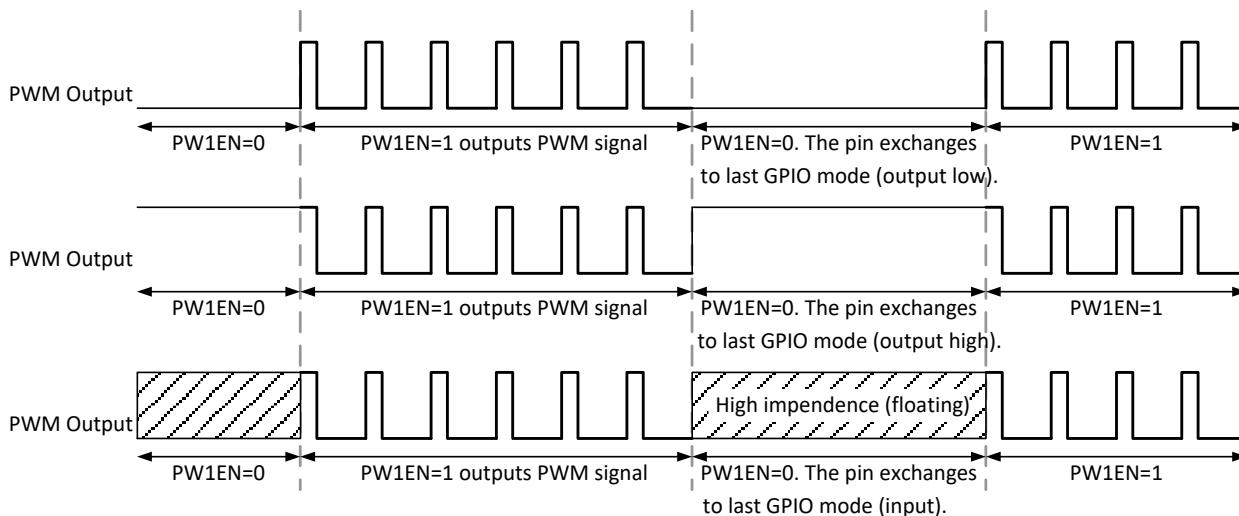 PWM Output
PW1EN=0
PW1EN=1 outputs PWM signal
PW1EN=0. The pin exchanges
to last GPIO mode (output low).
PW1EN=1
PWM Output
PW1EN=0
PW1EN=1 outputs PWM signal
PW1EN=0. The pin exchanges
to last GPIO mode (output high).
PW1EN=1
PWM Output
High impendence (floating)
PW1EN=0
PW1EN=1 outputs PWM signal
PW1EN=0. The pin exchanges
to last GPIO mode (input).
PW1EN=1